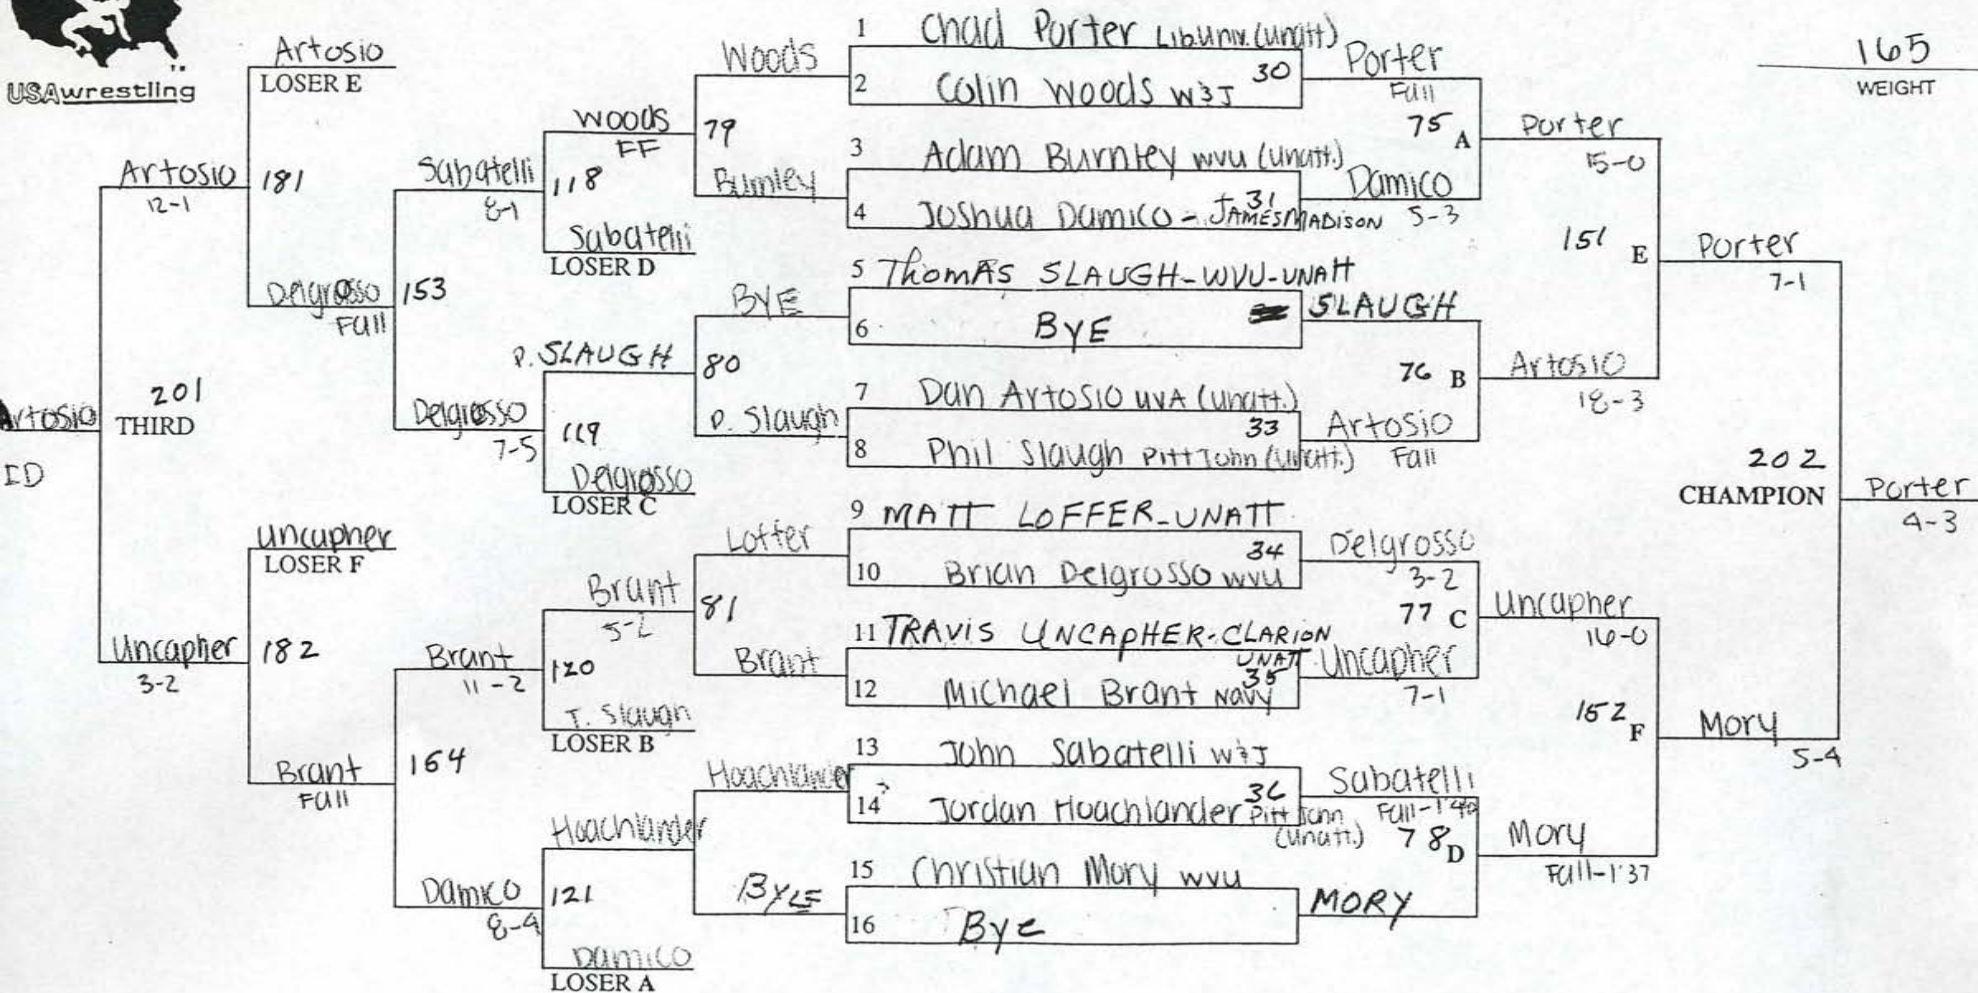 USAwrestling
165
WEIGHT
Artosio
LOSER E
Artosio
12-1
181
Delgrosso
Fall
153
201
THIRD
Artosio
ID
Uncapher
LOSER F
Uncapher
3-2
182
Brant
Fall
164
Sabatelli
8-1
118
Sabatelli
LOSER D
Woods
FF
Delgrosso
7-5
P. SLAUGH
119
Delgrosso
LOSER C
Brant
11-2
Brant
5-2
120
T. Slaugh
LOSER B
Damico
8-4
Hoachlander
121
Damico
LOSER A
Woods
79
Burnley
BYE
80
P. Slaugh
Loffer
81
Brant
Hoachlander
BYE
1 Chad Porter Lib.Univ. (unatt)
2 Colin Woods W&J 30
3 Adam Burnley WVU (unatt.)
4 Joshua Damico - JAMES MADISON 31
5 Thomas SLAUGH-WVU-UNATT
6 BYE
7 Dan Artosio UVA (unatt.)
8 Phil Slaugh Pitt John (unatt.) 33
9 MATT LOFFER-UNATT
10 Brian Delgrosso WVU 34
11 TRAVIS UNCAPHER-CLARION UNATT
12 Michael Brant Navy 35
13 John Sabatelli W&J
14 Jordan Hoachlander Pitt John (unatt.) 36
15 Christian Mory WVU
16 Bye
Porter
Fall
75 A
Damico
5-3
SLAUGH
76 B
Artosio
Fall
Delgrosso
3-2
77 C
Uncapher
7-1
Sabatelli
Fall-1:40
78 D
MORY
Porter
15-0
151 E
Artosio
18-3
Uncapher
16-0
152 F
Mory
Fall-1:37
Porter
7-1
202
CHAMPION
Mory
5-4
Porter
4-3